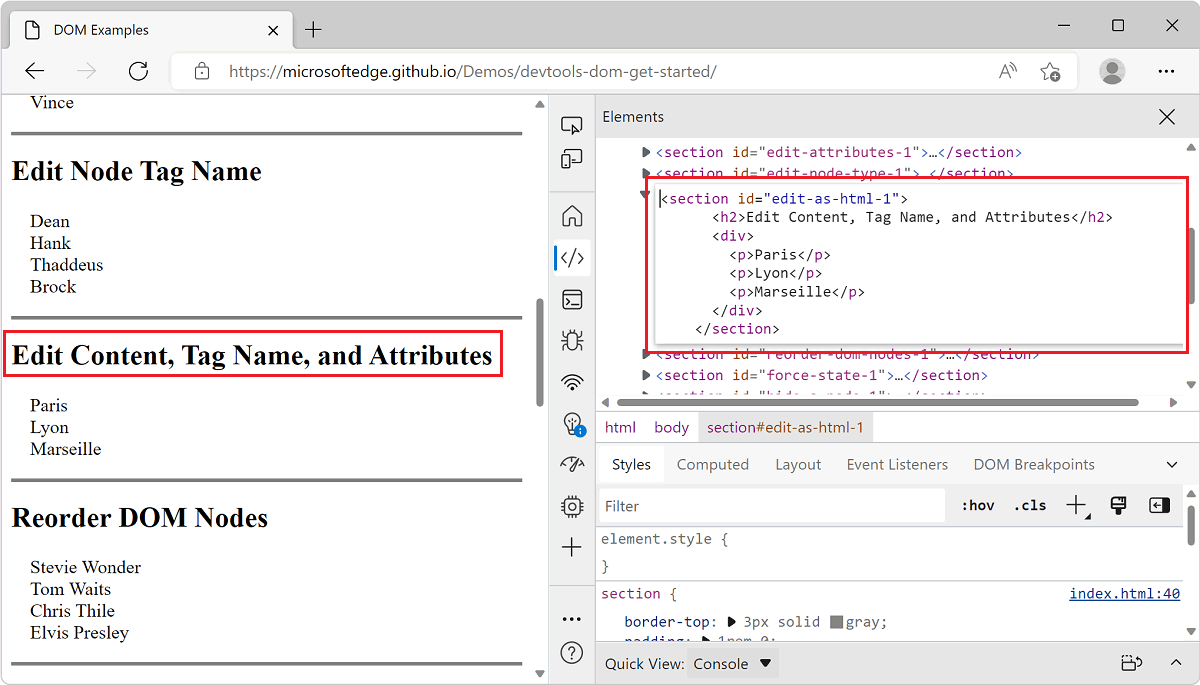 DOM Examples
https://microsoftedge.github.io/Demos/devtools-dom-get-started/
Vince
Edit Node Tag Name
Dean
Hank
Thaddeus
Brock
Edit Content, Tag Name, and Attributes
Paris
Lyon
Marseille
Reorder DOM Nodes
Stevie Wonder
Tom Waits
Chris Thile
Elvis Presley
Elements
<section id="edit-attributes-1">…</section>
<section id="edit-node-type-1">…</section>
<section id="edit-as-html-1">
<h2>Edit Content, Tag Name, and Attributes</h2>
<div>
<p>Paris</p>
<p>Lyon</p>
<p>Marseille</p>
</div>
</section>
<section id="reorder-dom-nodes-1">…</section>
<section id="force-state-1">…</section>
html body section#edit-as-html-1
Styles Computed Layout Event Listeners DOM Breakpoints
Filter :hov .cls
element.style {
}
section { index.html:40
border-top: 3px solid gray;
padding: 1rem 0;
Quick View: Console